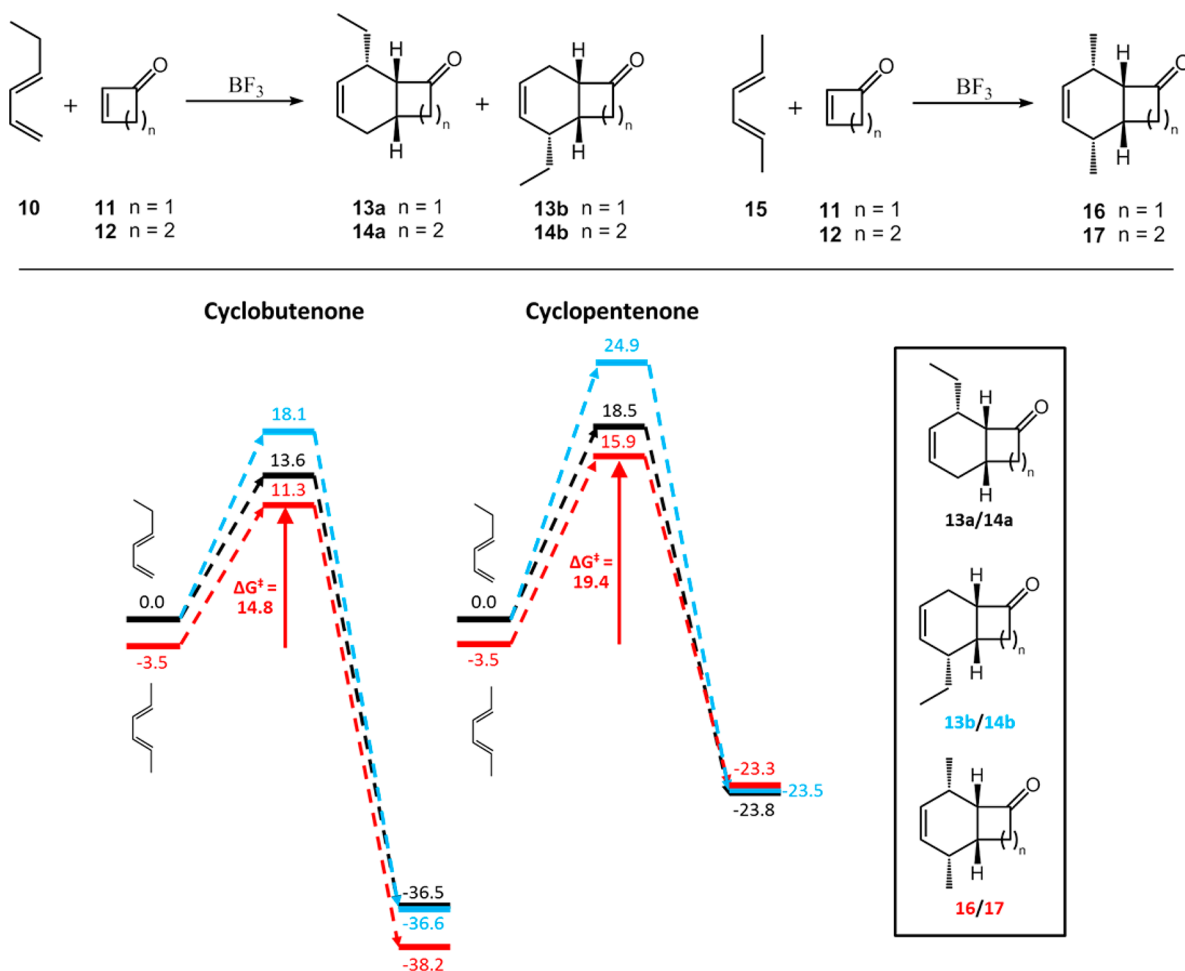 H
O
H
O
H
O
BF3
BF3
+
O
( )n
+
( )n
H
+
O
( )n
( )n
H
( )n
H
H
10
11 n = 1
13a n = 1
13b n = 1
15
11 n = 1
16 n = 1
12 n = 2
14a n = 2
14b n = 2
12 n = 2
17 n = 2
Cyclobutenone
Cyclopentenone
24.9
18.1
18.5
13.6
15.9
11.3
0.0
ΔG‡ =
14.8
0.0
ΔG‡ =
19.4
-3.5
-3.5
-23.3
-23.5
-23.8
-36.5
-36.6
-38.2
H
O
( )n
H
13a/14a
H
O
( )n
H
13b/14b
H
O
( )n
H
16/17